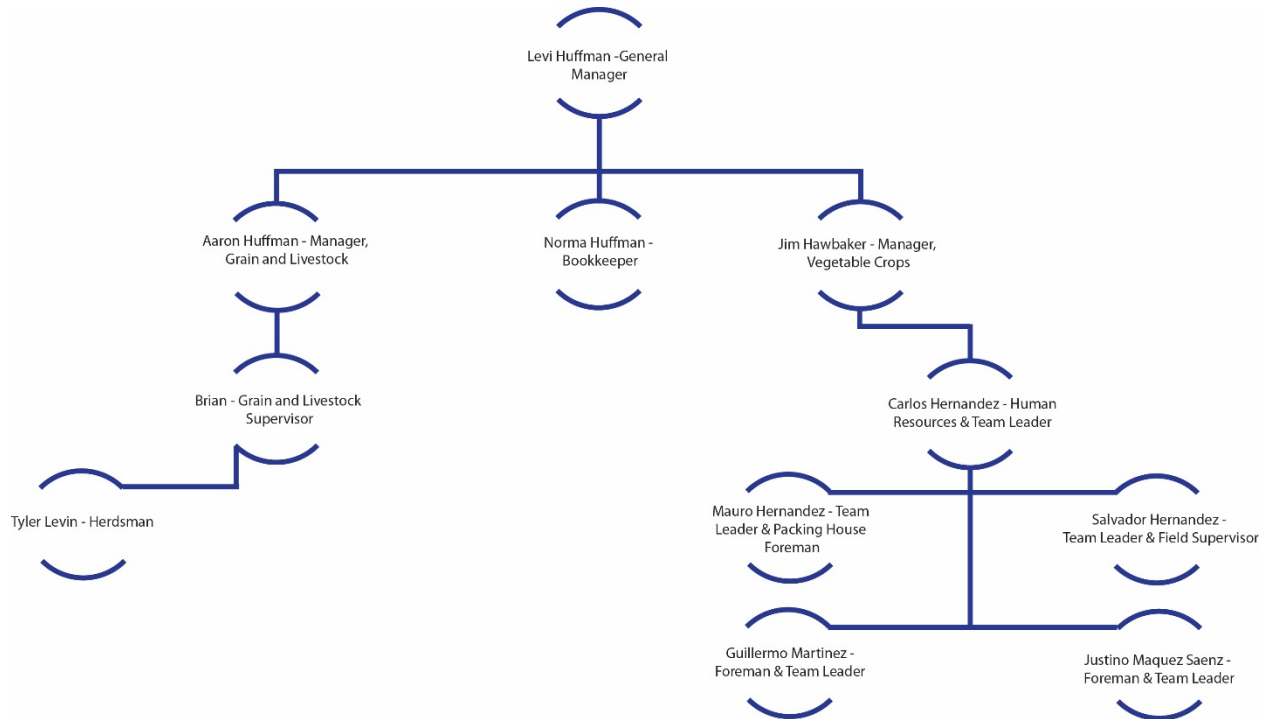 Levi Huffman -General
Manager
Aaron Huffman - Manager,
Grain and Livestock
Norma Huffman -
Bookkeeper
Jim Hawbaker - Manager,
Vegetable Crops
Brian - Grain and Livestock
Supervisor
Carlos Hernandez - Human
Resources & Team Leader
Tyler Levin - Herdsman
Mauro Hernandez - Team
Leader & Packing House
Foreman
Salvador Hernandez -
Team Leader & Field Supervisor
Guillermo Martinez -
Foreman & Team Leader
Justino Maquez Saenz -
Foreman & Team Leader